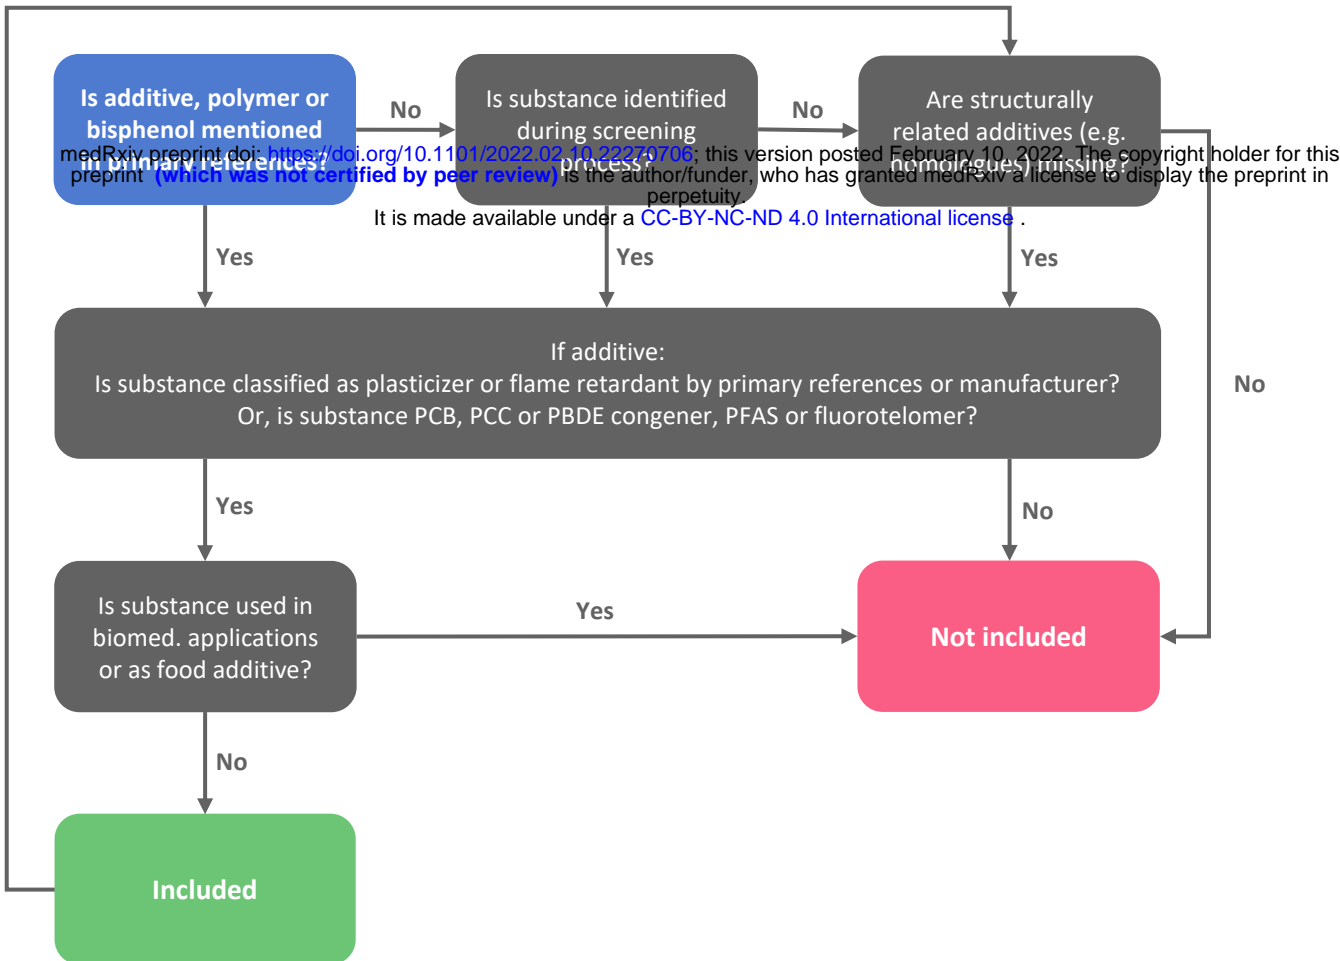 Is additive, polymer or
bisphenol mentioned
in primary references?
No
Is substance identified
during screening
process?
No
Are structurally
related additives (e.g.
homologues) missing?
medRxiv preprint doi: https://doi.org/10.1101/2022.02.10.22270706; this version posted February 10, 2022. The copyright holder for this
preprint (which was not certified by peer review) is the author/funder, who has granted medRxiv a license to display the preprint in
perpetuity.
It is made available under a CC-BY-NC-ND 4.0 International license .
Yes
Yes
Yes
If additive:
Is substance classified as plasticizer or flame retardant by primary references or manufacturer?
Or, is substance PCB, PCC or PBDE congener, PFAS or fluorotelomer?
No
Yes
No
Is substance used in
biomed. applications
or as food additive?
Yes
Not included
No
Included